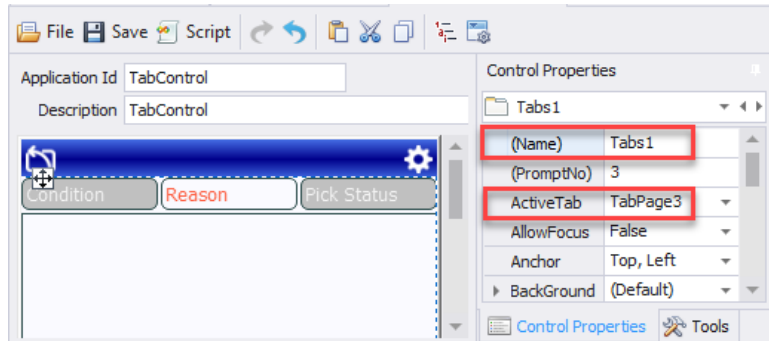 File Save Script
Application Id TabControl
Description TabControl
Condition Reason Pick Status
Control Properties
Tabs1
(Name) Tabs1
(PromptNo) 3
ActiveTab TabPage3
AllowFocus False
Anchor Top, Left
BackGround (Default)
Control Properties Tools